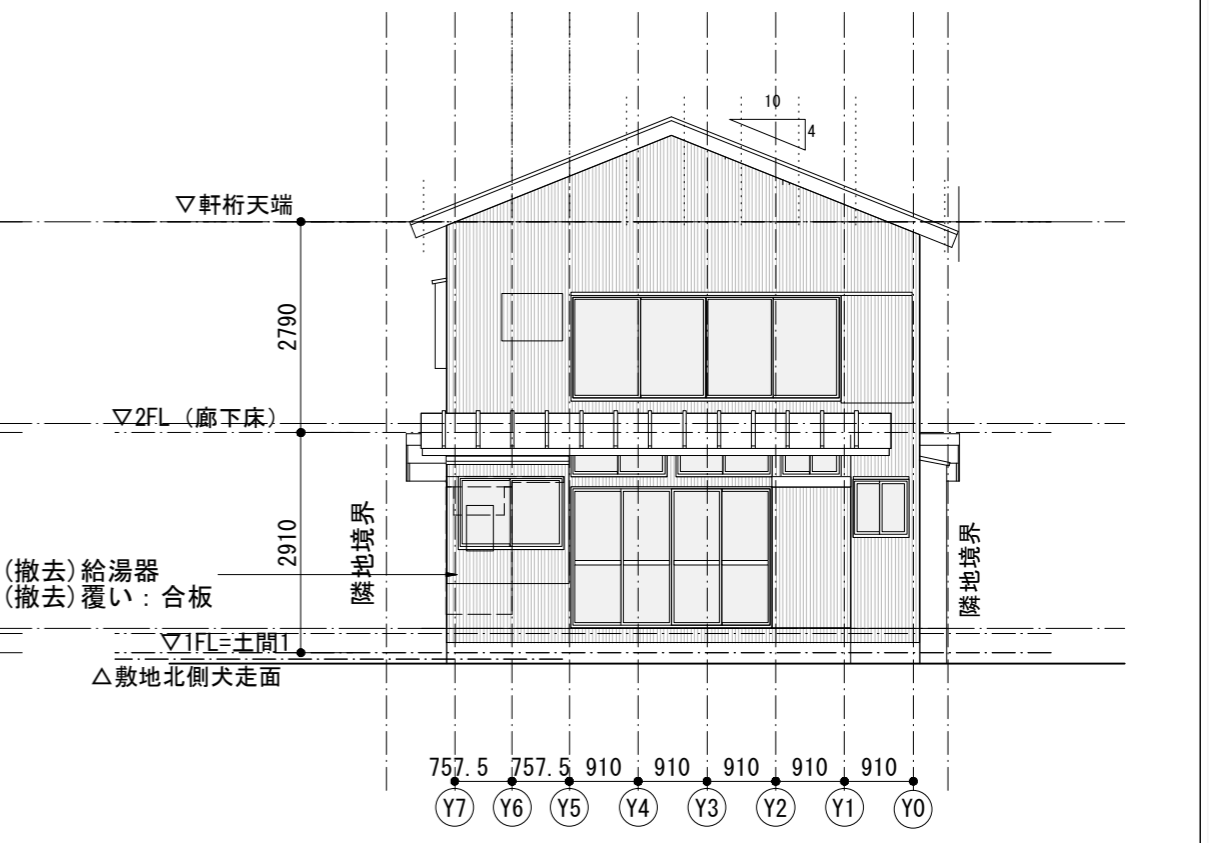 10
4
▽軒桁天端
2790
▽2FL (廊下床)
2910
隣地境界
隣地境界
(撤去)給湯器
(撤去)覆い:合板
▽1FL=土間1
△敷地北側犬走面
757.5 757.5 910 910 910 910 910
Y7 Y6 Y5 Y4 Y3 Y2 Y1 Y0